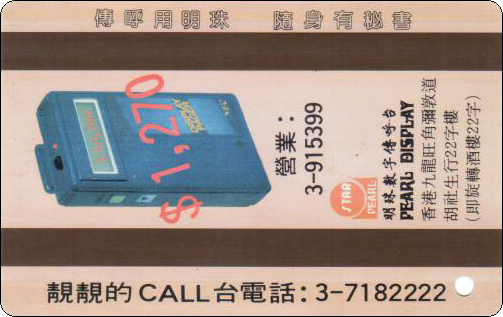 傳呼用明珠 隨身有秘書
$1,270
NEC
營業：
3-915399
STAR
PEARL
明珠數字傳呼台
PEARL DISPLAY
香港九龍旺角彌敦道
胡社生行22字樓
（即旋轉酒樓22字）
靚靚的CALL台電話：3-7182222